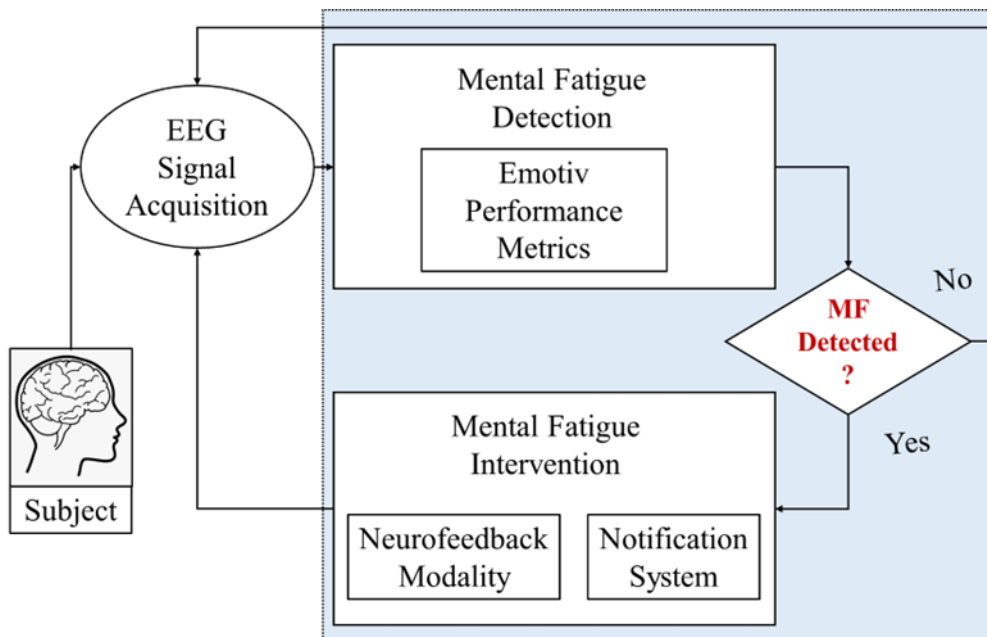 EEG
Signal
Acquisition
Mental Fatigue
Detection
Emotiv
Performance
Metrics
No
MF
Detected
?
Yes
Mental Fatigue
Intervention
Neurofeedback
Modality
Notification
System
Subject